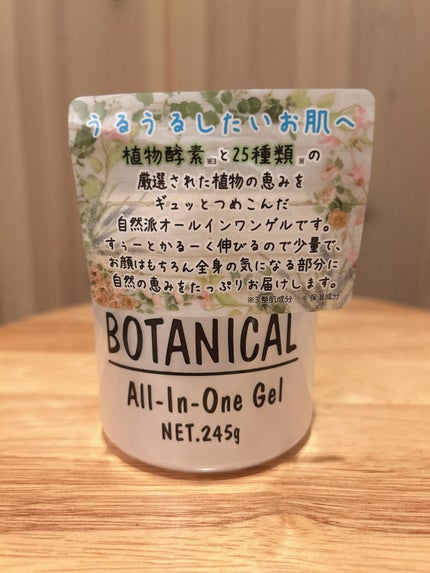 うるうるしたいお肌へ
植物酵素※3と25種類※の
厳選された植物の恵みを
ギュッとつめこんだ
自然派オールインワンゲルです。
すぅーとかるーく伸びるので少量で、
お顔はもちろん全身の気になる部分に
自然の恵みをたっぷりお届けします。
※3 整肌成分 ※保湿成分
BOTANICAL
All-In-One Gel
NET.245g